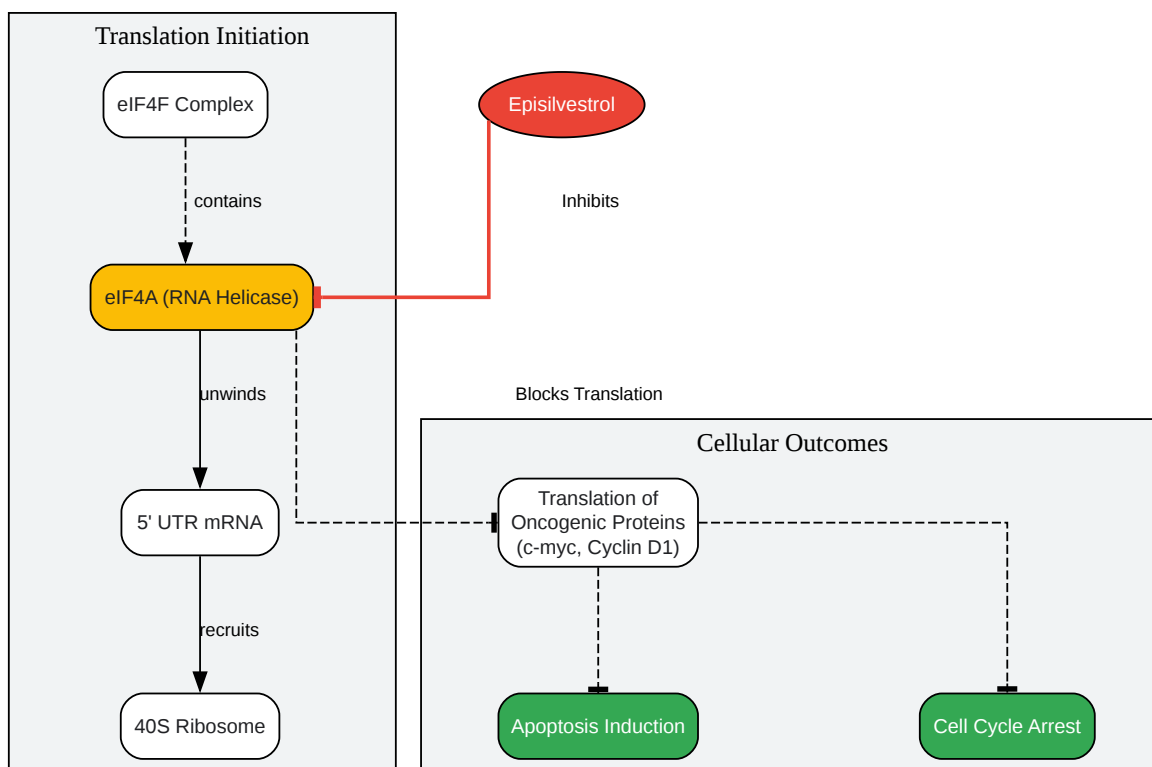 Translation Initiation
eIF4F Complex
Episilvestrol
contains
Inhibits
eIF4A (RNA Helicase)
unwinds
Blocks Translation
Cellular Outcomes
5' UTR mRNA
Translation of
Oncogenic Proteins
(c-myc, Cyclin D1)
recruits
40S Ribosome
Apoptosis Induction
Cell Cycle Arrest